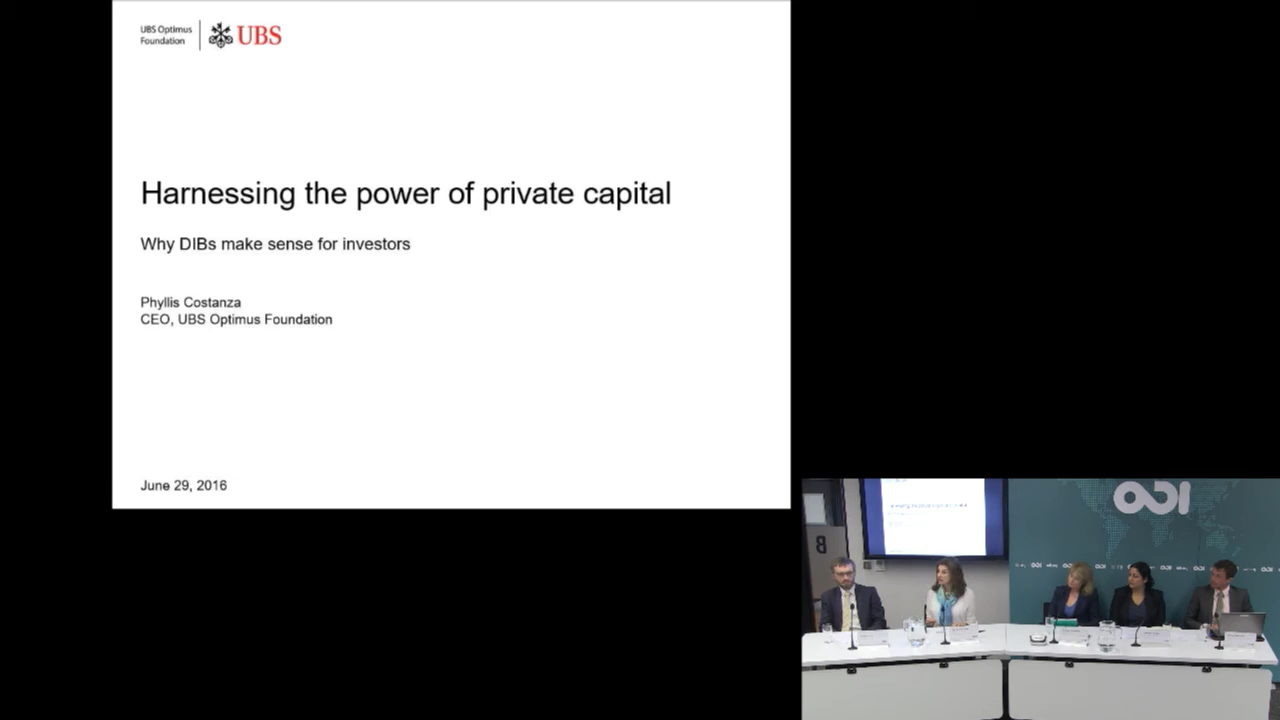 UBS Optimus
Foundation
UBS
Harnessing the power of private capital
Why DIBs make sense for investors
Phyllis Costanza
CEO, UBS Optimus Foundation
June 29, 2016